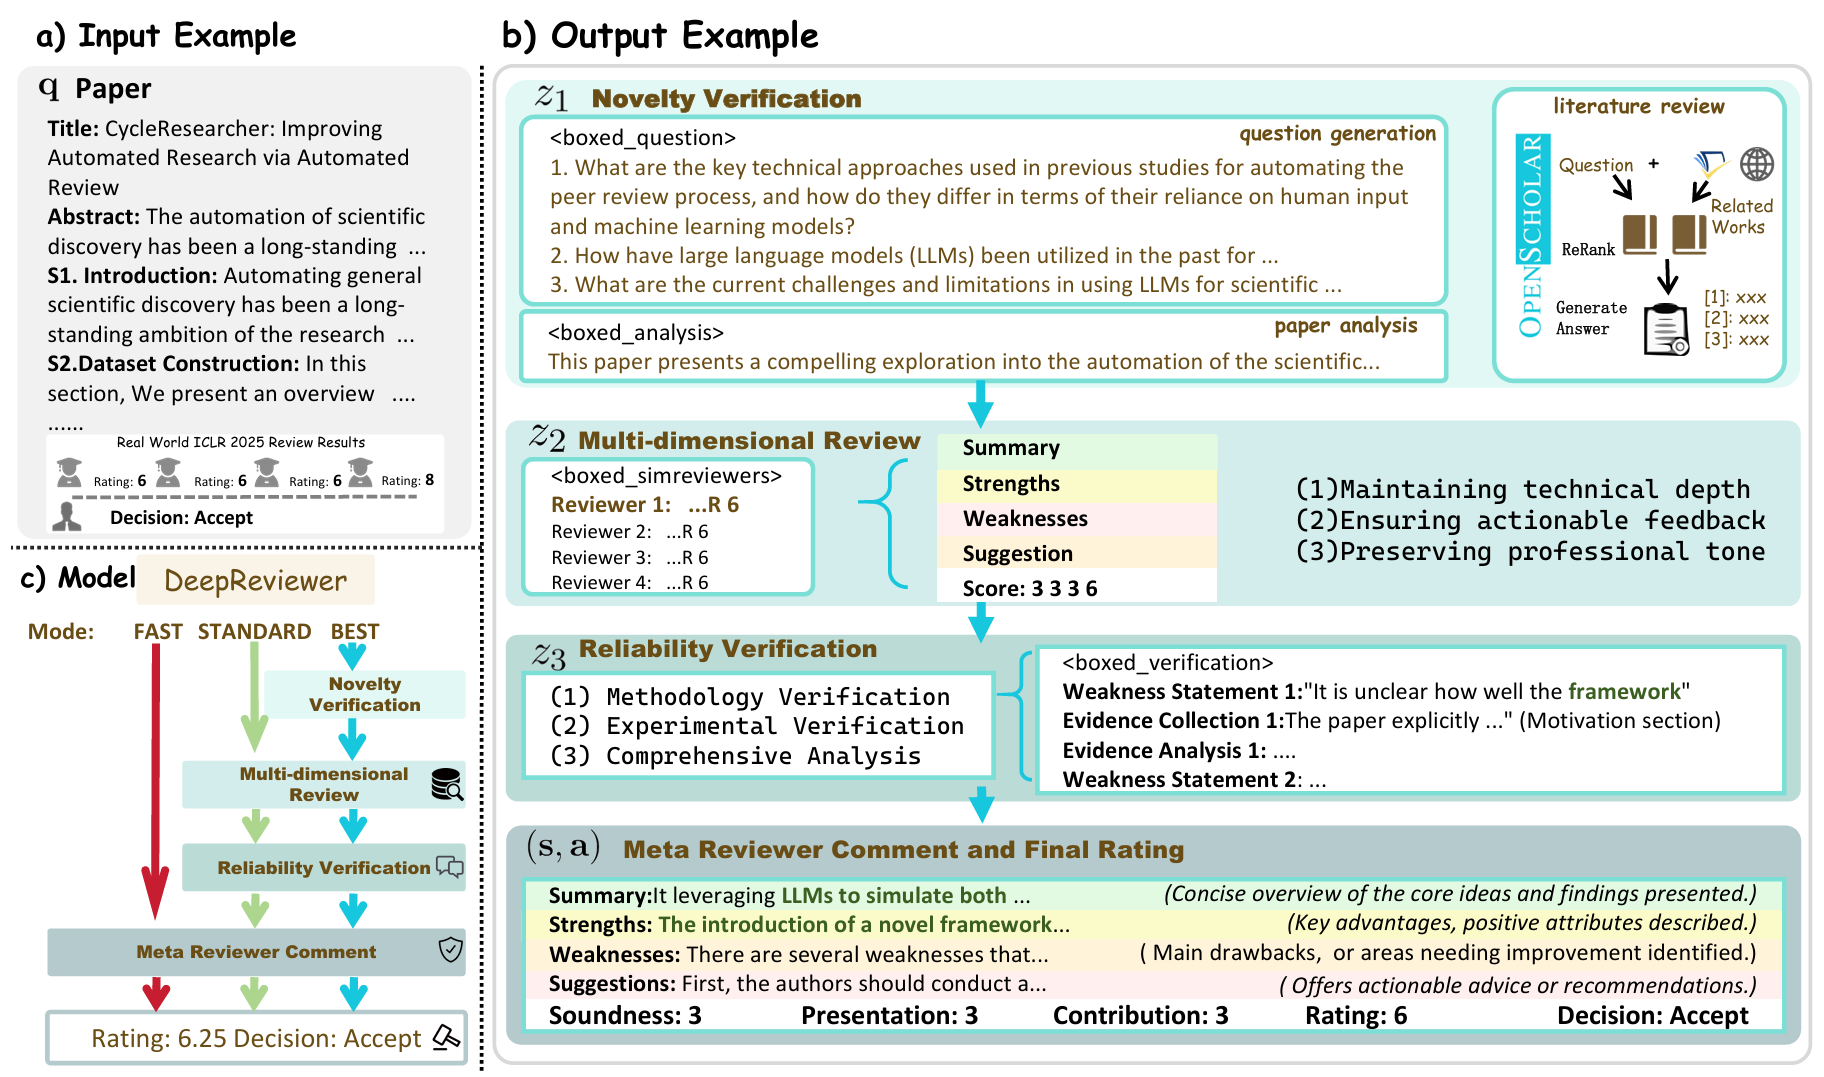 a) Input Example
q Paper
Title: CycleResearcher: Improving
Automated Research via Automated
Review
Abstract: The automation of scientific
discovery has been a long-standing ...
S1. Introduction: Automating general
scientific discovery has been a long-
standing ambition of the research ...
S2.Dataset Construction: In this
section, We present an overview ....
......
Real World ICLR 2025 Review Results
Rating: 6 Rating: 6 Rating: 6 Rating: 8
Decision: Accept
c) Model DeepReviewer
Mode: FAST STANDARD BEST
Novelty
Verification
Multi-dimensional
Review
Reliability Verification
Meta Reviewer Comment
Rating: 6.25 Decision: Accept
b) Output Example
z1 Novelty Verification
<boxed_question>
question generation
1. What are the key technical approaches used in previous studies for automating the
peer review process, and how do they differ in terms of their reliance on human input
and machine learning models?
2. How have large language models (LLMs) been utilized in the past for ...
3. What are the current challenges and limitations in using LLMs for scientific ...
<boxed_analysis>
paper analysis
This paper presents a compelling exploration into the automation of the scientific...
literature review
OPENSCHOLAR
Question +
Related
Works
ReRank
Generate
Answer
[1]: xxx
[2]: xxx
[3]: xxx
z2 Multi-dimensional Review
<boxed_simreviewers>
Reviewer 1: ...R 6
Reviewer 2: ...R 6
Reviewer 3: ...R 6
Reviewer 4: ...R 6
Summary
Strengths
Weaknesses
Suggestion
Score: 3 3 3 6
(1)Maintaining technical depth
(2)Ensuring actionable feedback
(3)Preserving professional tone
z3 Reliability Verification
(1) Methodology Verification
(2) Experimental Verification
(3) Comprehensive Analysis
<boxed_verification>
Weakness Statement 1:"It is unclear how well the framework"
Evidence Collection 1:The paper explicitly ..." (Motivation section)
Evidence Analysis 1: ....
Weakness Statement 2: ...
(s, a) Meta Reviewer Comment and Final Rating
Summary:It leveraging LLMs to simulate both ... (Concise overview of the core ideas and findings presented.)
Strengths: The introduction of a novel framework... (Key advantages, positive attributes described.)
Weaknesses: There are several weaknesses that... ( Main drawbacks, or areas needing improvement identified.)
Suggestions: First, the authors should conduct a... ( Offers actionable advice or recommendations.)
Soundness: 3 Presentation: 3 Contribution: 3 Rating: 6 Decision: Accept